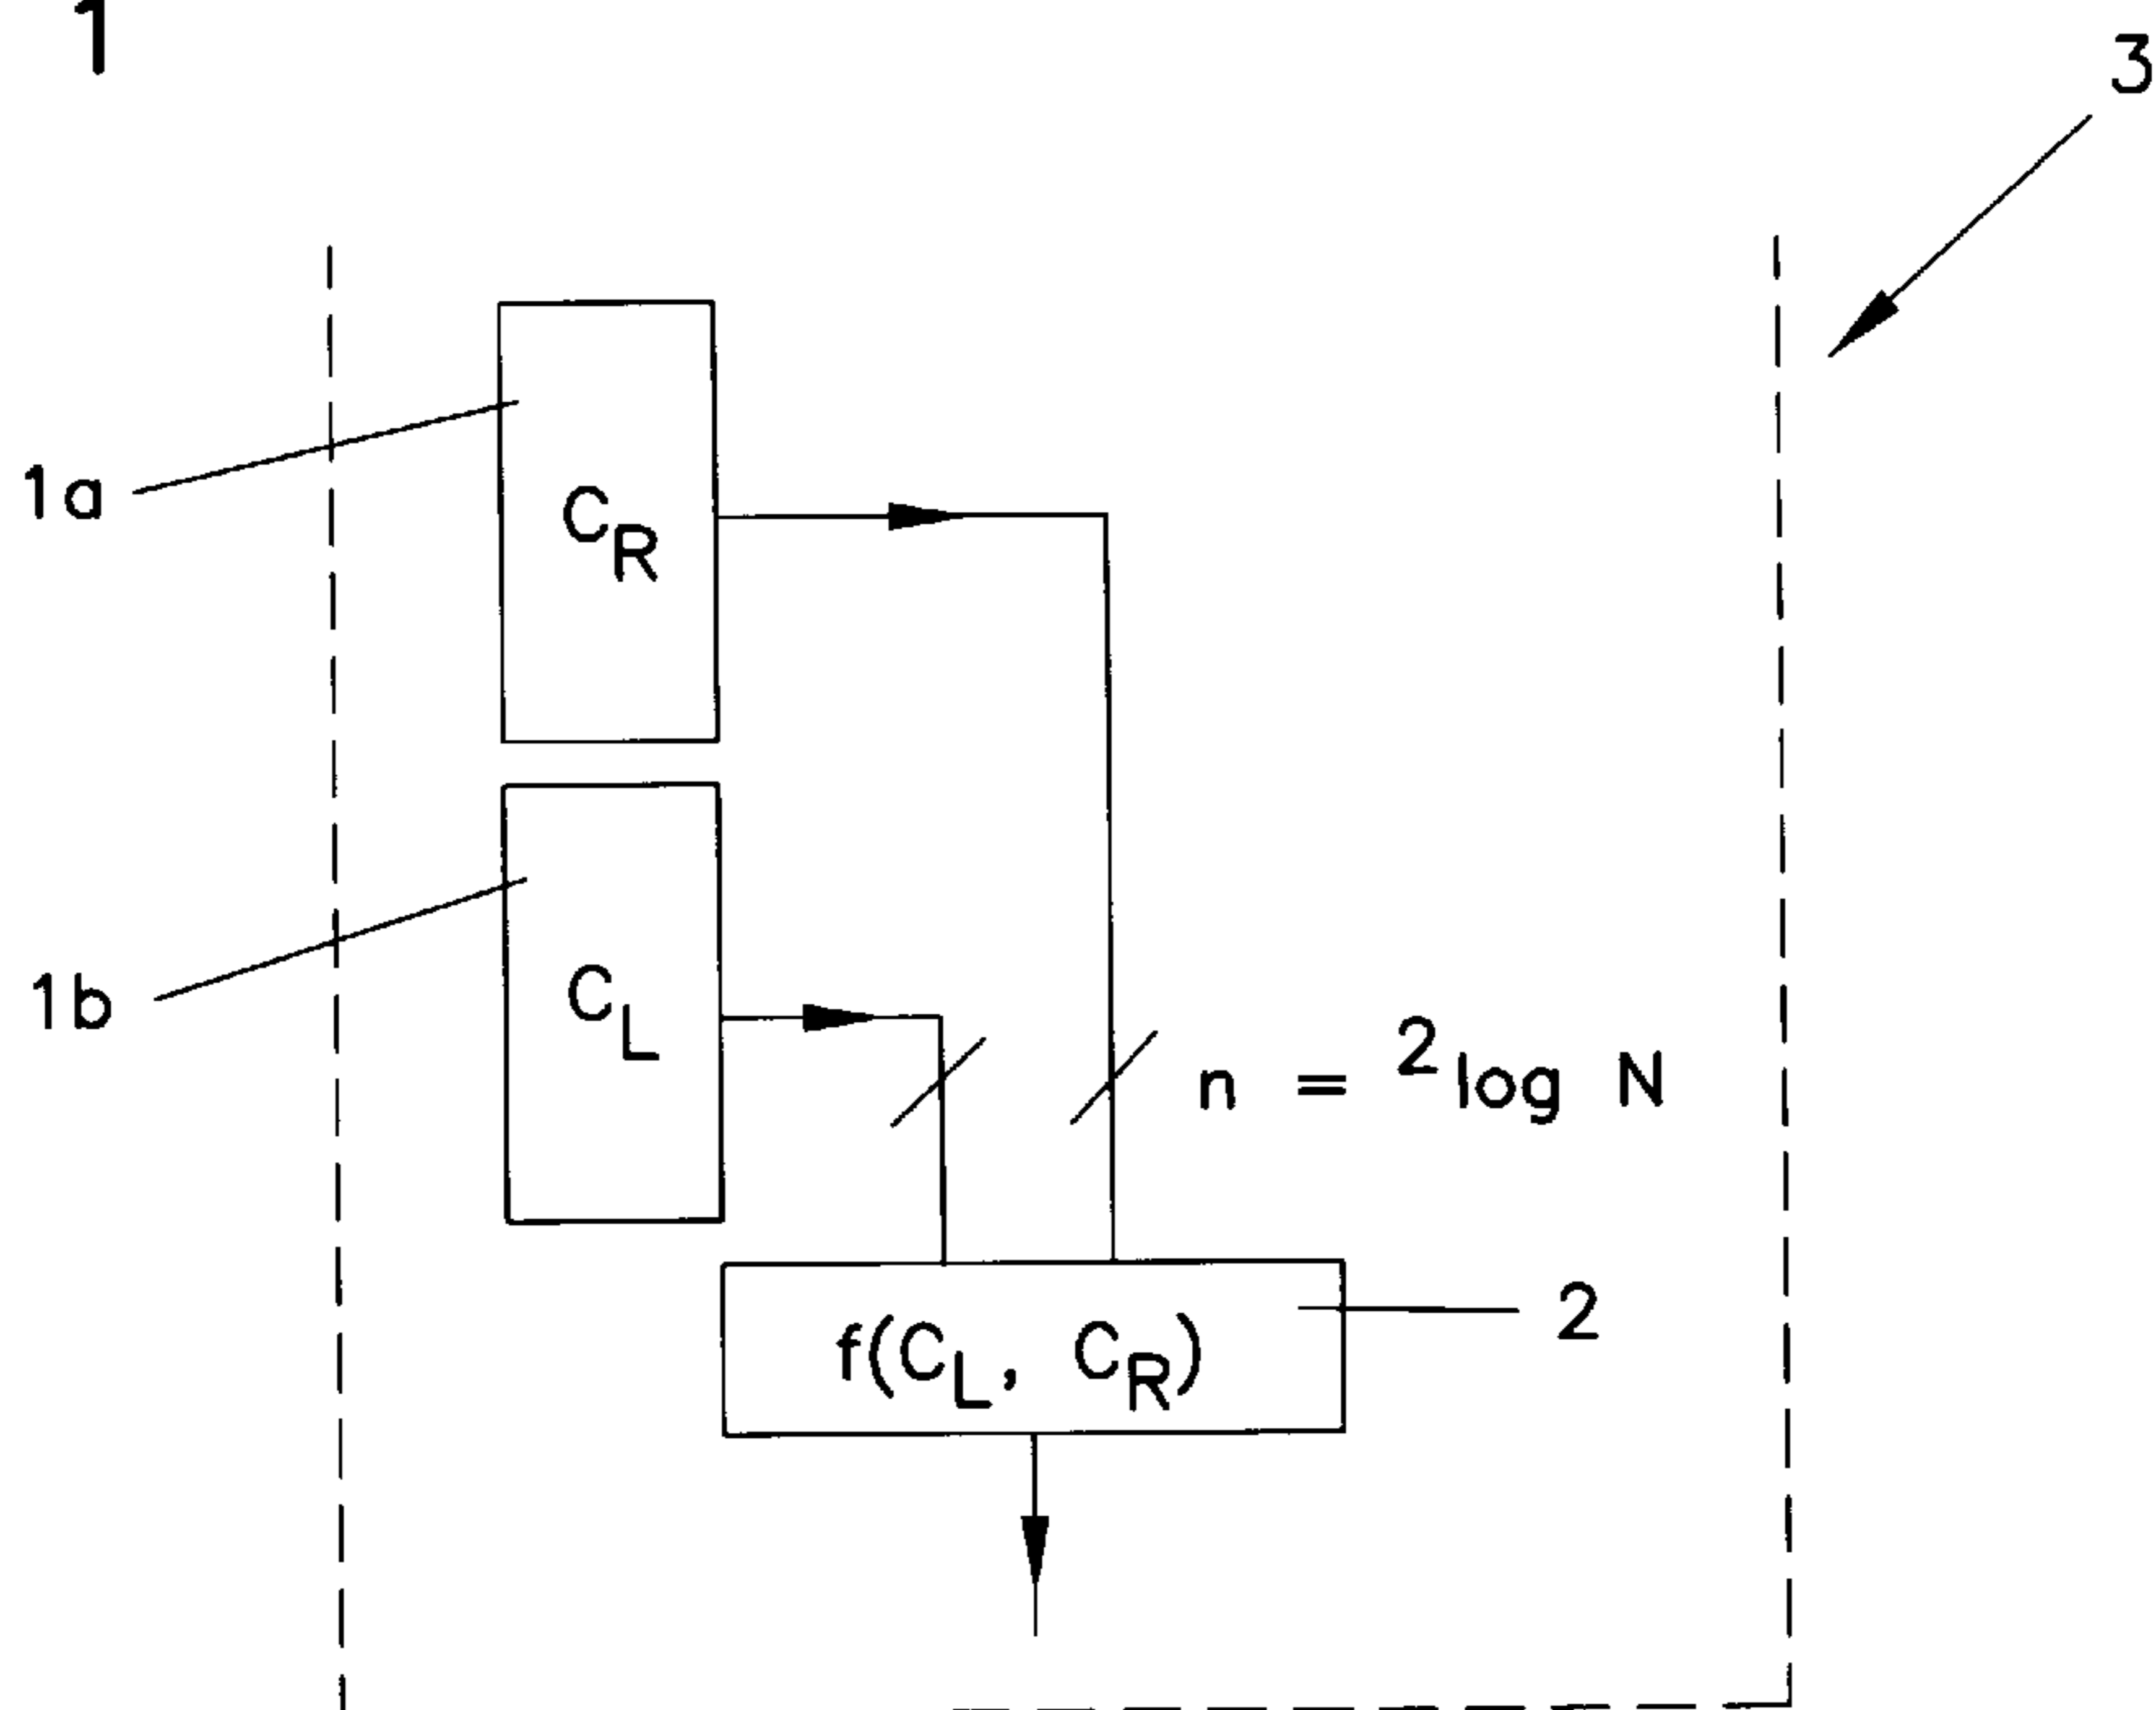 1
3
1a
C_R
1b
C_L
n = ²log N
f(C_L, C_R)
2